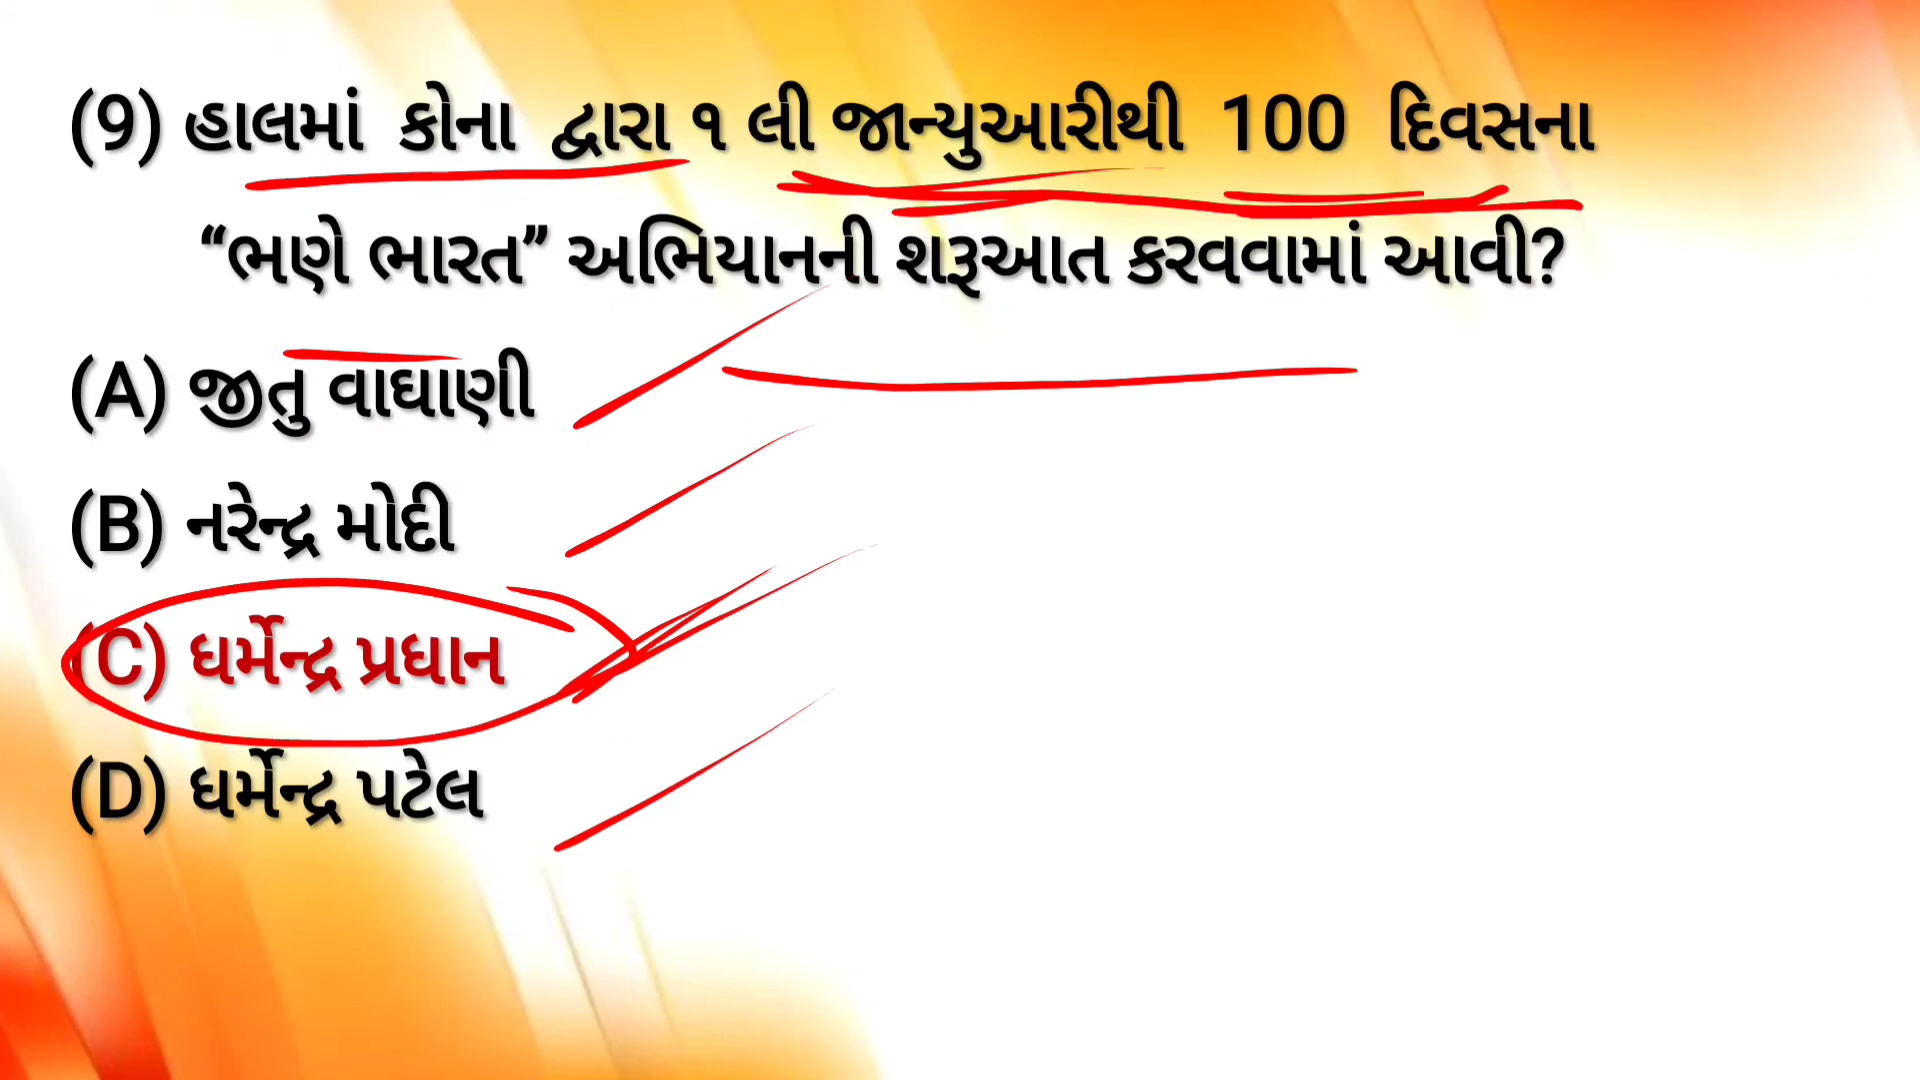 (9) હાલમાં કોના દ્વારા ૧ લી જાન્યુઆરીથી 100 દિવસના
“ભણે ભારત” અભિયાનની શરૂઆત કરવવામાં આવી?
(A) જીતુ વાઘાણી
(B) નરેન્દ્ર મોદી
(C) ધર્મેન્દ્ર પ્રધાન
(D) ધર્મેન્દ્ર પટેલ